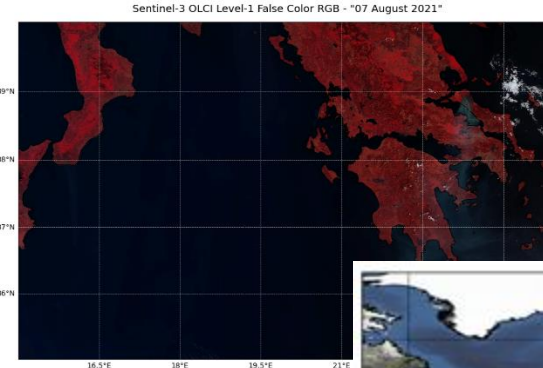 Sentinel-3 OLCI Level-1 False Color RGB - "07 August 2021"
39°N
38°N
37°N
36°N
16.5°E 18°E 19.5°E 21°E